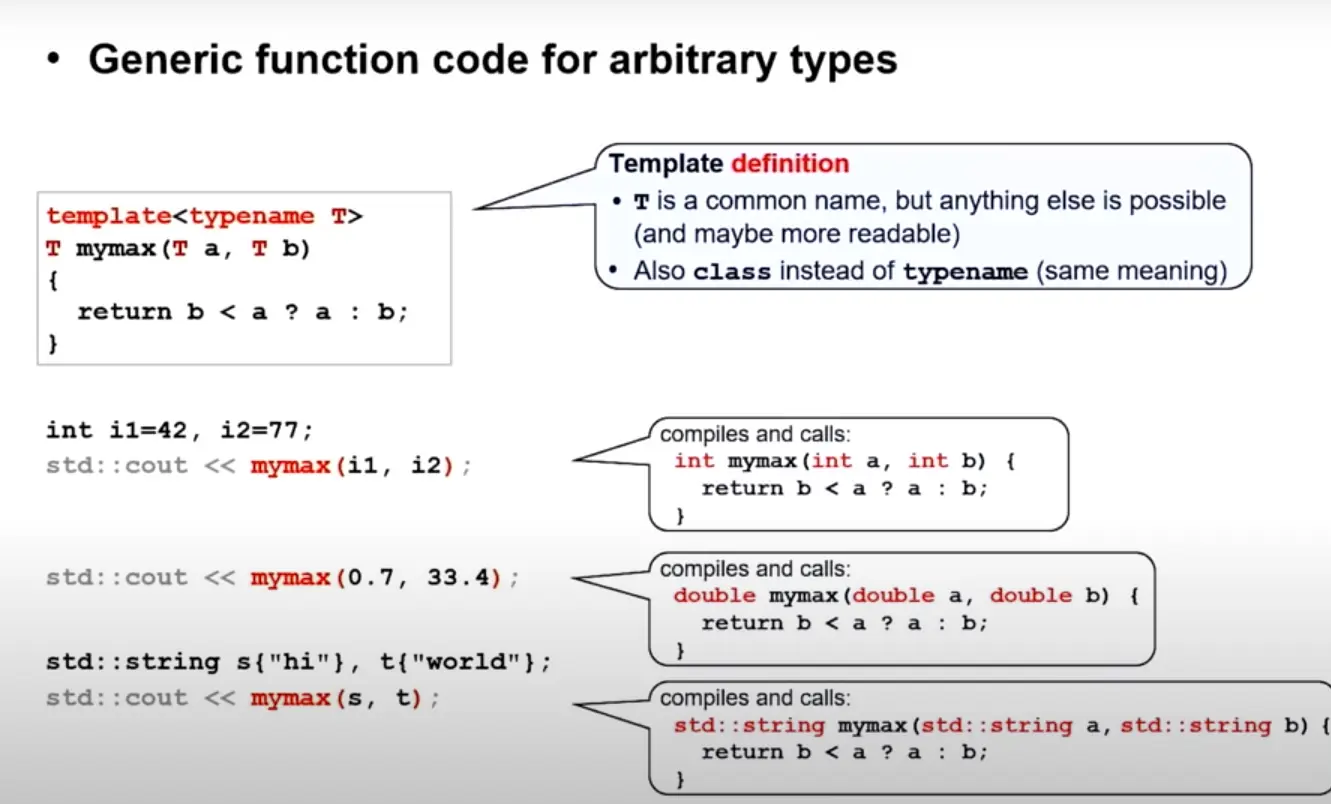 • Generic function code for arbitrary types
Template definition
• T is a common name, but anything else is possible
(and maybe more readable)
• Also class instead of typename (same meaning)
template<typename T>
T mymax(T a, T b)
{
return b < a ? a : b;
}
int i1=42, i2=77;
std::cout << mymax(i1, i2);
compiles and calls:
int mymax(int a, int b) {
return b < a ? a : b;
}
std::cout << mymax(0.7, 33.4);
compiles and calls:
double mymax(double a, double b) {
return b < a ? a : b;
}
std::string s{"hi"}, t{"world"};
std::cout << mymax(s, t);
compiles and calls:
std::string mymax(std::string a, std::string b) {
return b < a ? a : b;
}